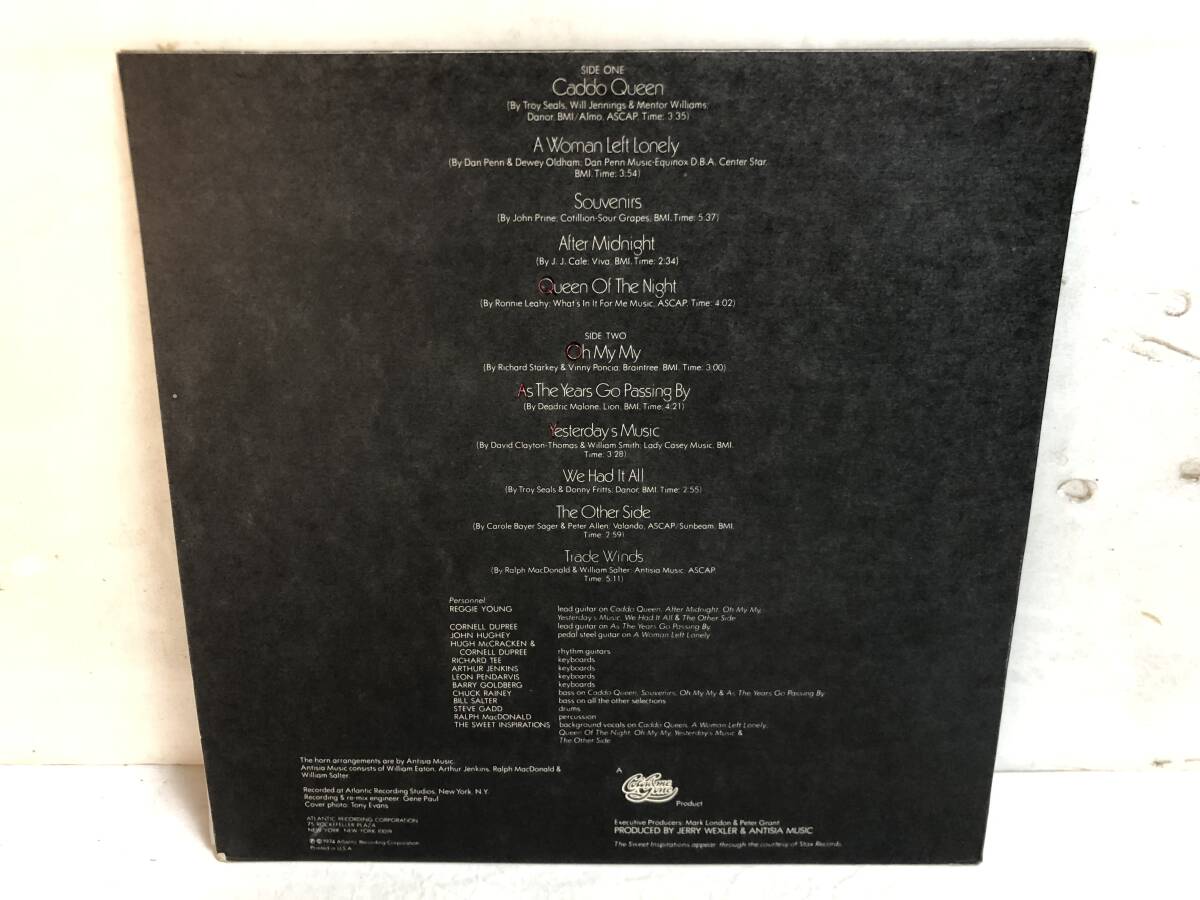 SIDE ONE
Caddo Queen
(By Troy Seals, Will Jennings & Mentor Williams;
Danor, BMI/Almo, ASCAP, Time: 3:35)
A Woman Left Lonely
(By Dan Penn & Dewey Oldham; Dan Penn Music-Equinox D.B.A. Center Star,
BMI, Time: 3:54)
Souvenirs
(By John Prine; Cotillion-Sour Grapes, BMI, Time: 5:37)
After Midnight
(By J. J. Cale; Viva, BMI, Time: 2:34)
Queen Of The Night
(By Ronnie Leahy; What's In It For Me Music, ASCAP, Time: 4:02)
SIDE TWO
Oh My My
(By Richard Starkey & Vinny Poncia, Braintree, BMI, Time: 3:00)
As The Years Go Passing By
(By Deadric Malone, Lion, BMI, Time: 4:21)
Yesterday's Music
(By David Clayton-Thomas & William Smith; Lady Casey Music, BMI,
Time: 3:28)
We Had It All
(By Troy Seals & Donny Fritts; Danor, BMI, Time: 2:55)
The Other Side
(By Carole Bayer Sager & Peter Allen; Valando, ASCAP/Sunbeam, BMI,
Time: 2:59)
Trade Winds
(By Ralph MacDonald & William Salter; Antisia Music, ASCAP,
Time: 5:11)
Personnel:
REGGIE YOUNG lead guitar on Caddo Queen, After Midnight, Oh My My,
Yesterday's Music, We Had It All & The Other Side
CORNELL DUPREE lead guitar on As The Years Go Passing By
JOHN HUGHEY pedal steel guitar on A Woman Left Lonely
HUGH McCRACKEN &
CORNELL DUPREE rhythm guitars
RICHARD TEE keyboards
ARTHUR JENKINS keyboards
LEON PENDARVIS keyboards
BARRY GOLDBERG keyboards
CHUCK RAINEY bass on Caddo Queen, Souvenirs, Oh My My & As The Years Go Passing By
BILL SALTER bass on all the other selections
STEVE GADD drums
RALPH MacDONALD percussion
THE SWEET INSPIRATIONS background vocals on Caddo Queen, A Woman Left Lonely,
Queen Of The Night, Oh My My, Yesterday's Music &
The Other Side
The horn arrangements are by Antisia Music.
Antisia Music consists of William Eaton, Arthur Jenkins, Ralph MacDonald &
William Salter.
Recorded at Atlantic Recording Studios, New York, N.Y.
Recording & re-mix engineer: Gene Paul
Cover photo: Tony Evans
ATLANTIC RECORDING CORPORATION
75 ROCKEFELLER PLAZA
NEW YORK, NEW YORK 10019
℗ © 1974 Atlantic Recording Corporation
Printed in U.S.A.
A
Colarlone Gene
Product
Executive Producers: Mark London & Peter Grant
PRODUCED BY JERRY WEXLER & ANTISIA MUSIC
The Sweet Inspirations appear through the courtesy of Stax Records.